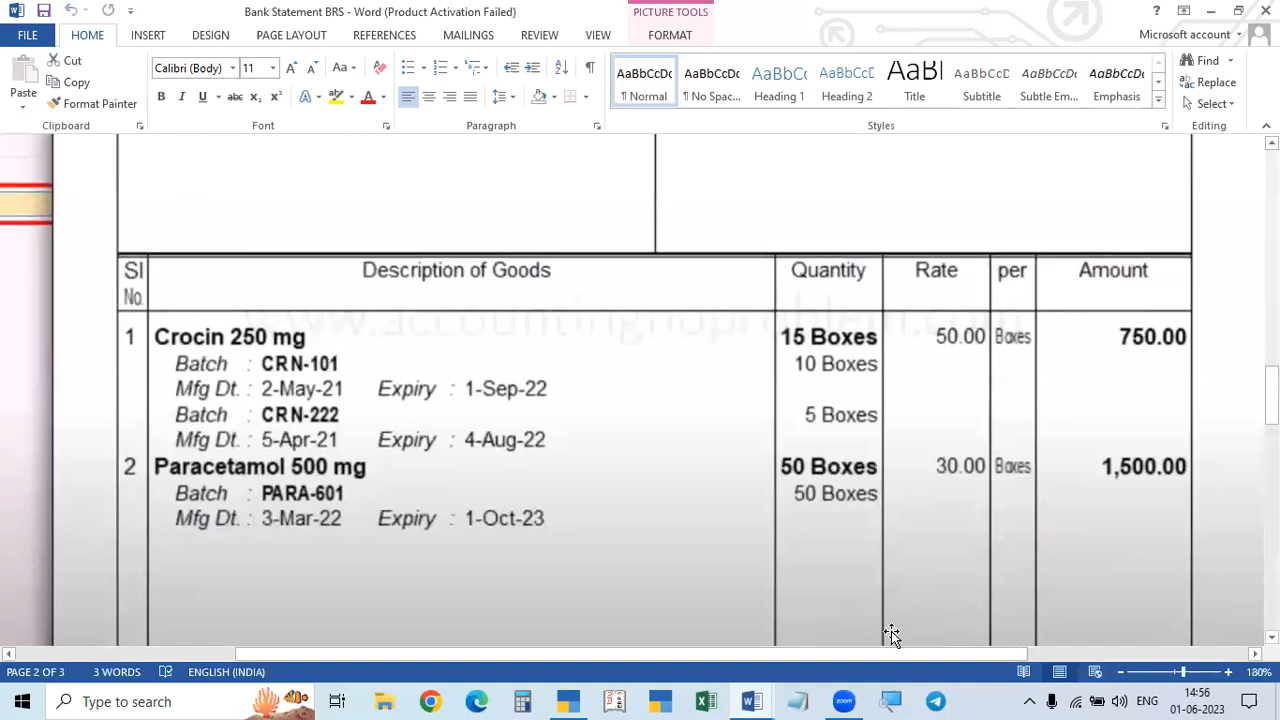 Bank Statement BRS - Word (Product Activation Failed)
PICTURE TOOLS
FILE HOME INSERT DESIGN PAGE LAYOUT REFERENCES MAILINGS REVIEW VIEW FORMAT Microsoft account
Paste
Cut
Copy
Format Painter
Clipboard
Calibri (Body) 11
Font
Paragraph
AaBbCcDc AaBbCcDc AaBbCc AaBbCc AaBl AaBbCcD AaBbCcDc AaBbCcDc
¶ Normal ¶ No Spac... Heading 1 Heading 2 Title Subtitle Subtle Em... Emphasis
Styles
Find
Replace
Select
Editing
www.accountingnoproblem.com
Sl No. Description of Goods Quantity Rate per Amount
1 Crocin 250 mg 15 Boxes 50.00 Boxes 750.00
Batch : CRN-101 10 Boxes
Mfg Dt. : 2-May-21 Expiry : 1-Sep-22
Batch : CRN-222 5 Boxes
Mfg Dt. : 5-Apr-21 Expiry : 4-Aug-22
2 Paracetamol 500 mg 50 Boxes 30.00 Boxes 1,500.00
Batch : PARA-601 50 Boxes
Mfg Dt. : 3-Mar-22 Expiry : 1-Oct-23
PAGE 2 OF 3 3 WORDS ENGLISH (INDIA) 180%
Type here to search
zoom
ENG
14:56
01-06-2023